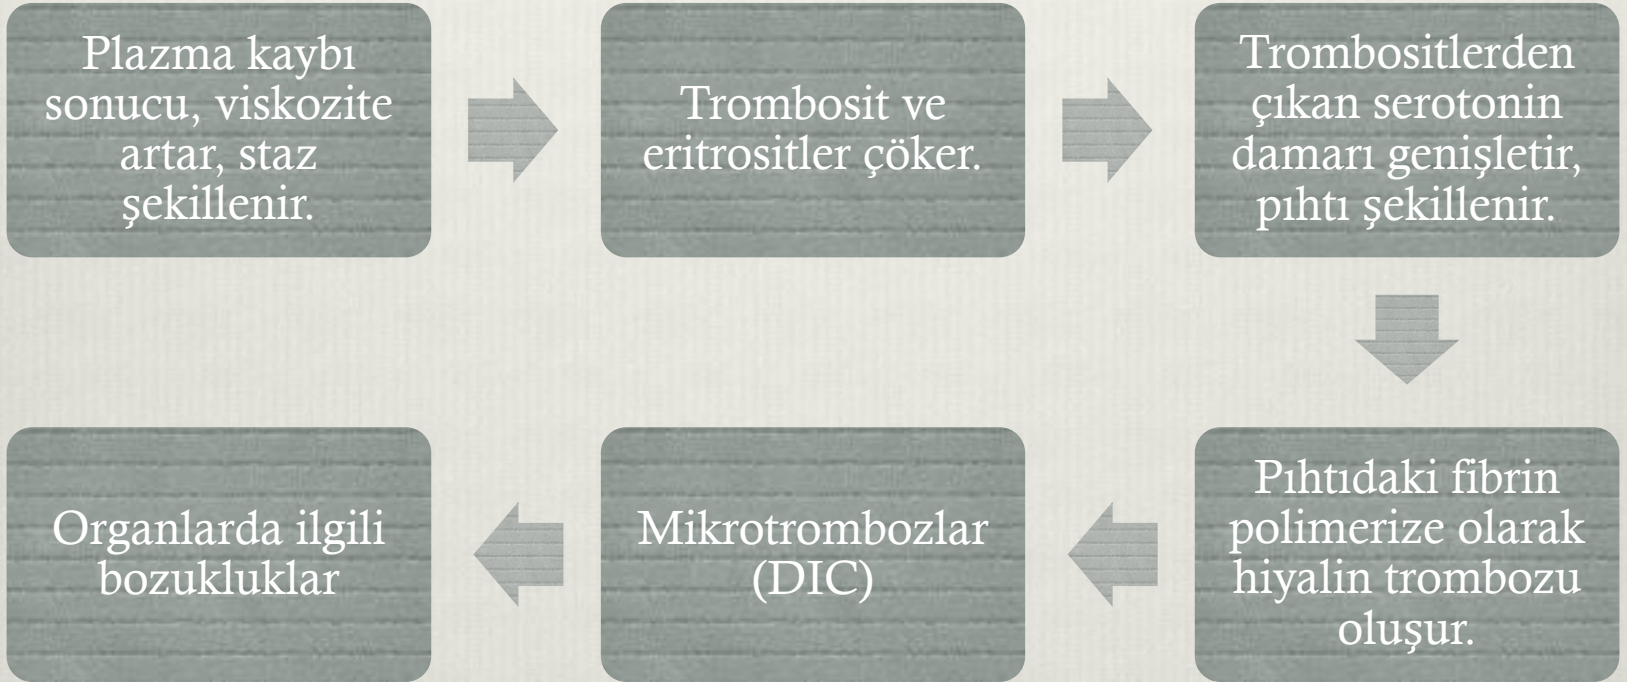 Plazma kaybı
sonucu, viskozite
artar, staz
şekillenir.
Trombosit ve
eritrositler çöker.
Trombositlerden
çıkan serotonin
damarı genişletir,
pıhtı şekillenir.
Pıhtıdaki fibrin
polimerize olarak
hiyalin trombozu
oluşur.
Mikrotrombozlar
(DIC)
Organlarda ilgili
bozukluklar